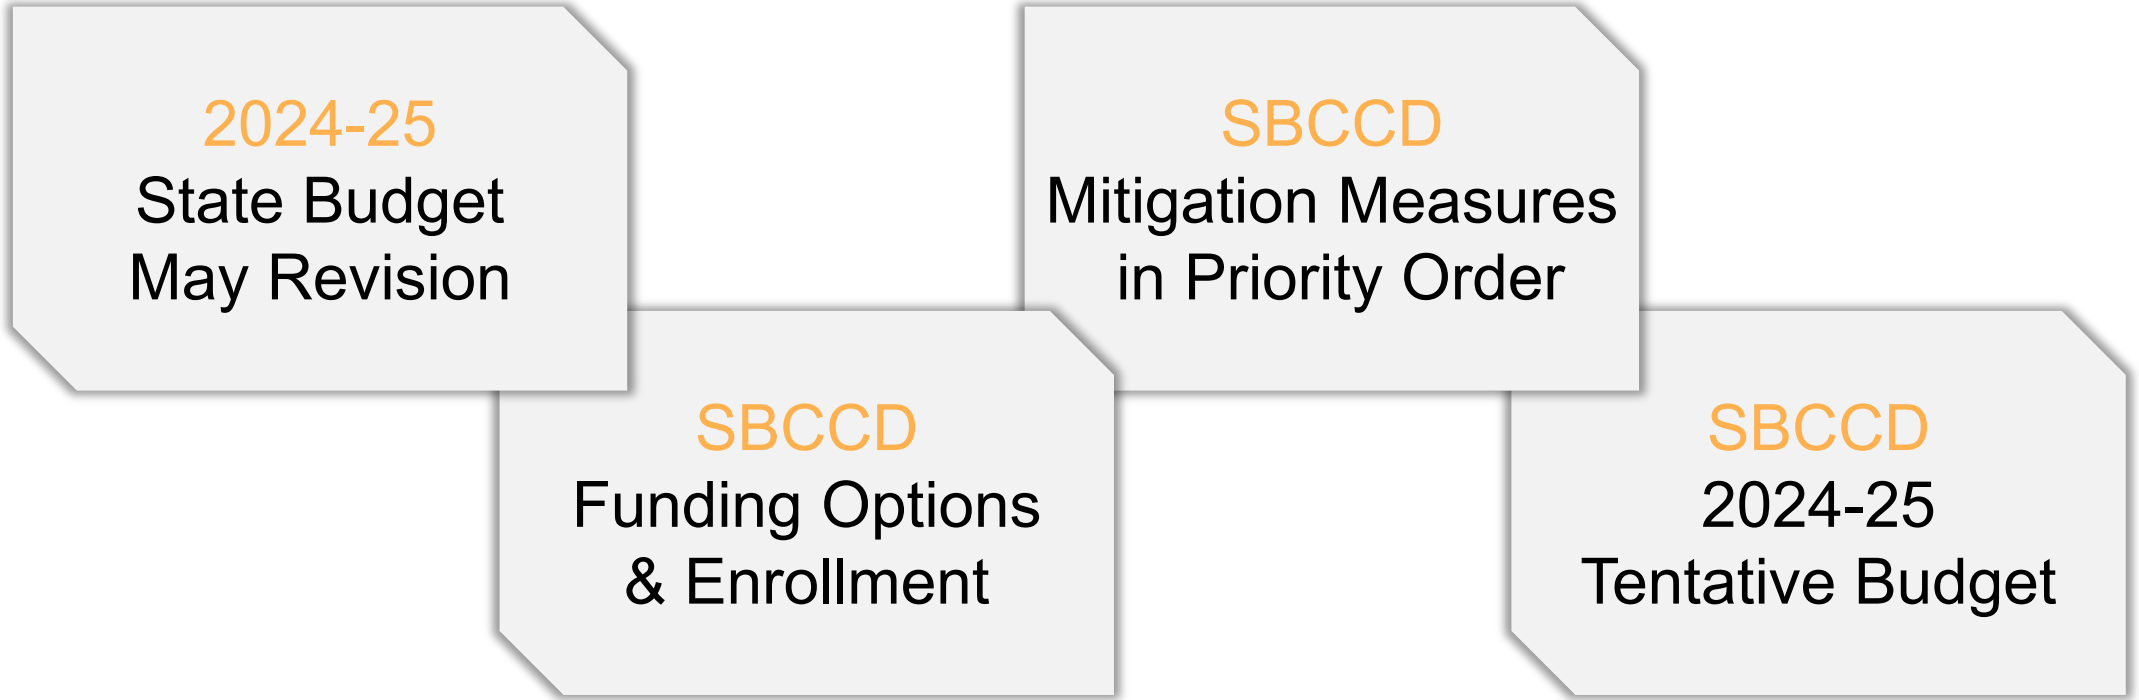 2024-25
State Budget
May Revision
SBCCD
Funding Options
& Enrollment
SBCCD
Mitigation Measures
in Priority Order
SBCCD
2024-25
Tentative Budget